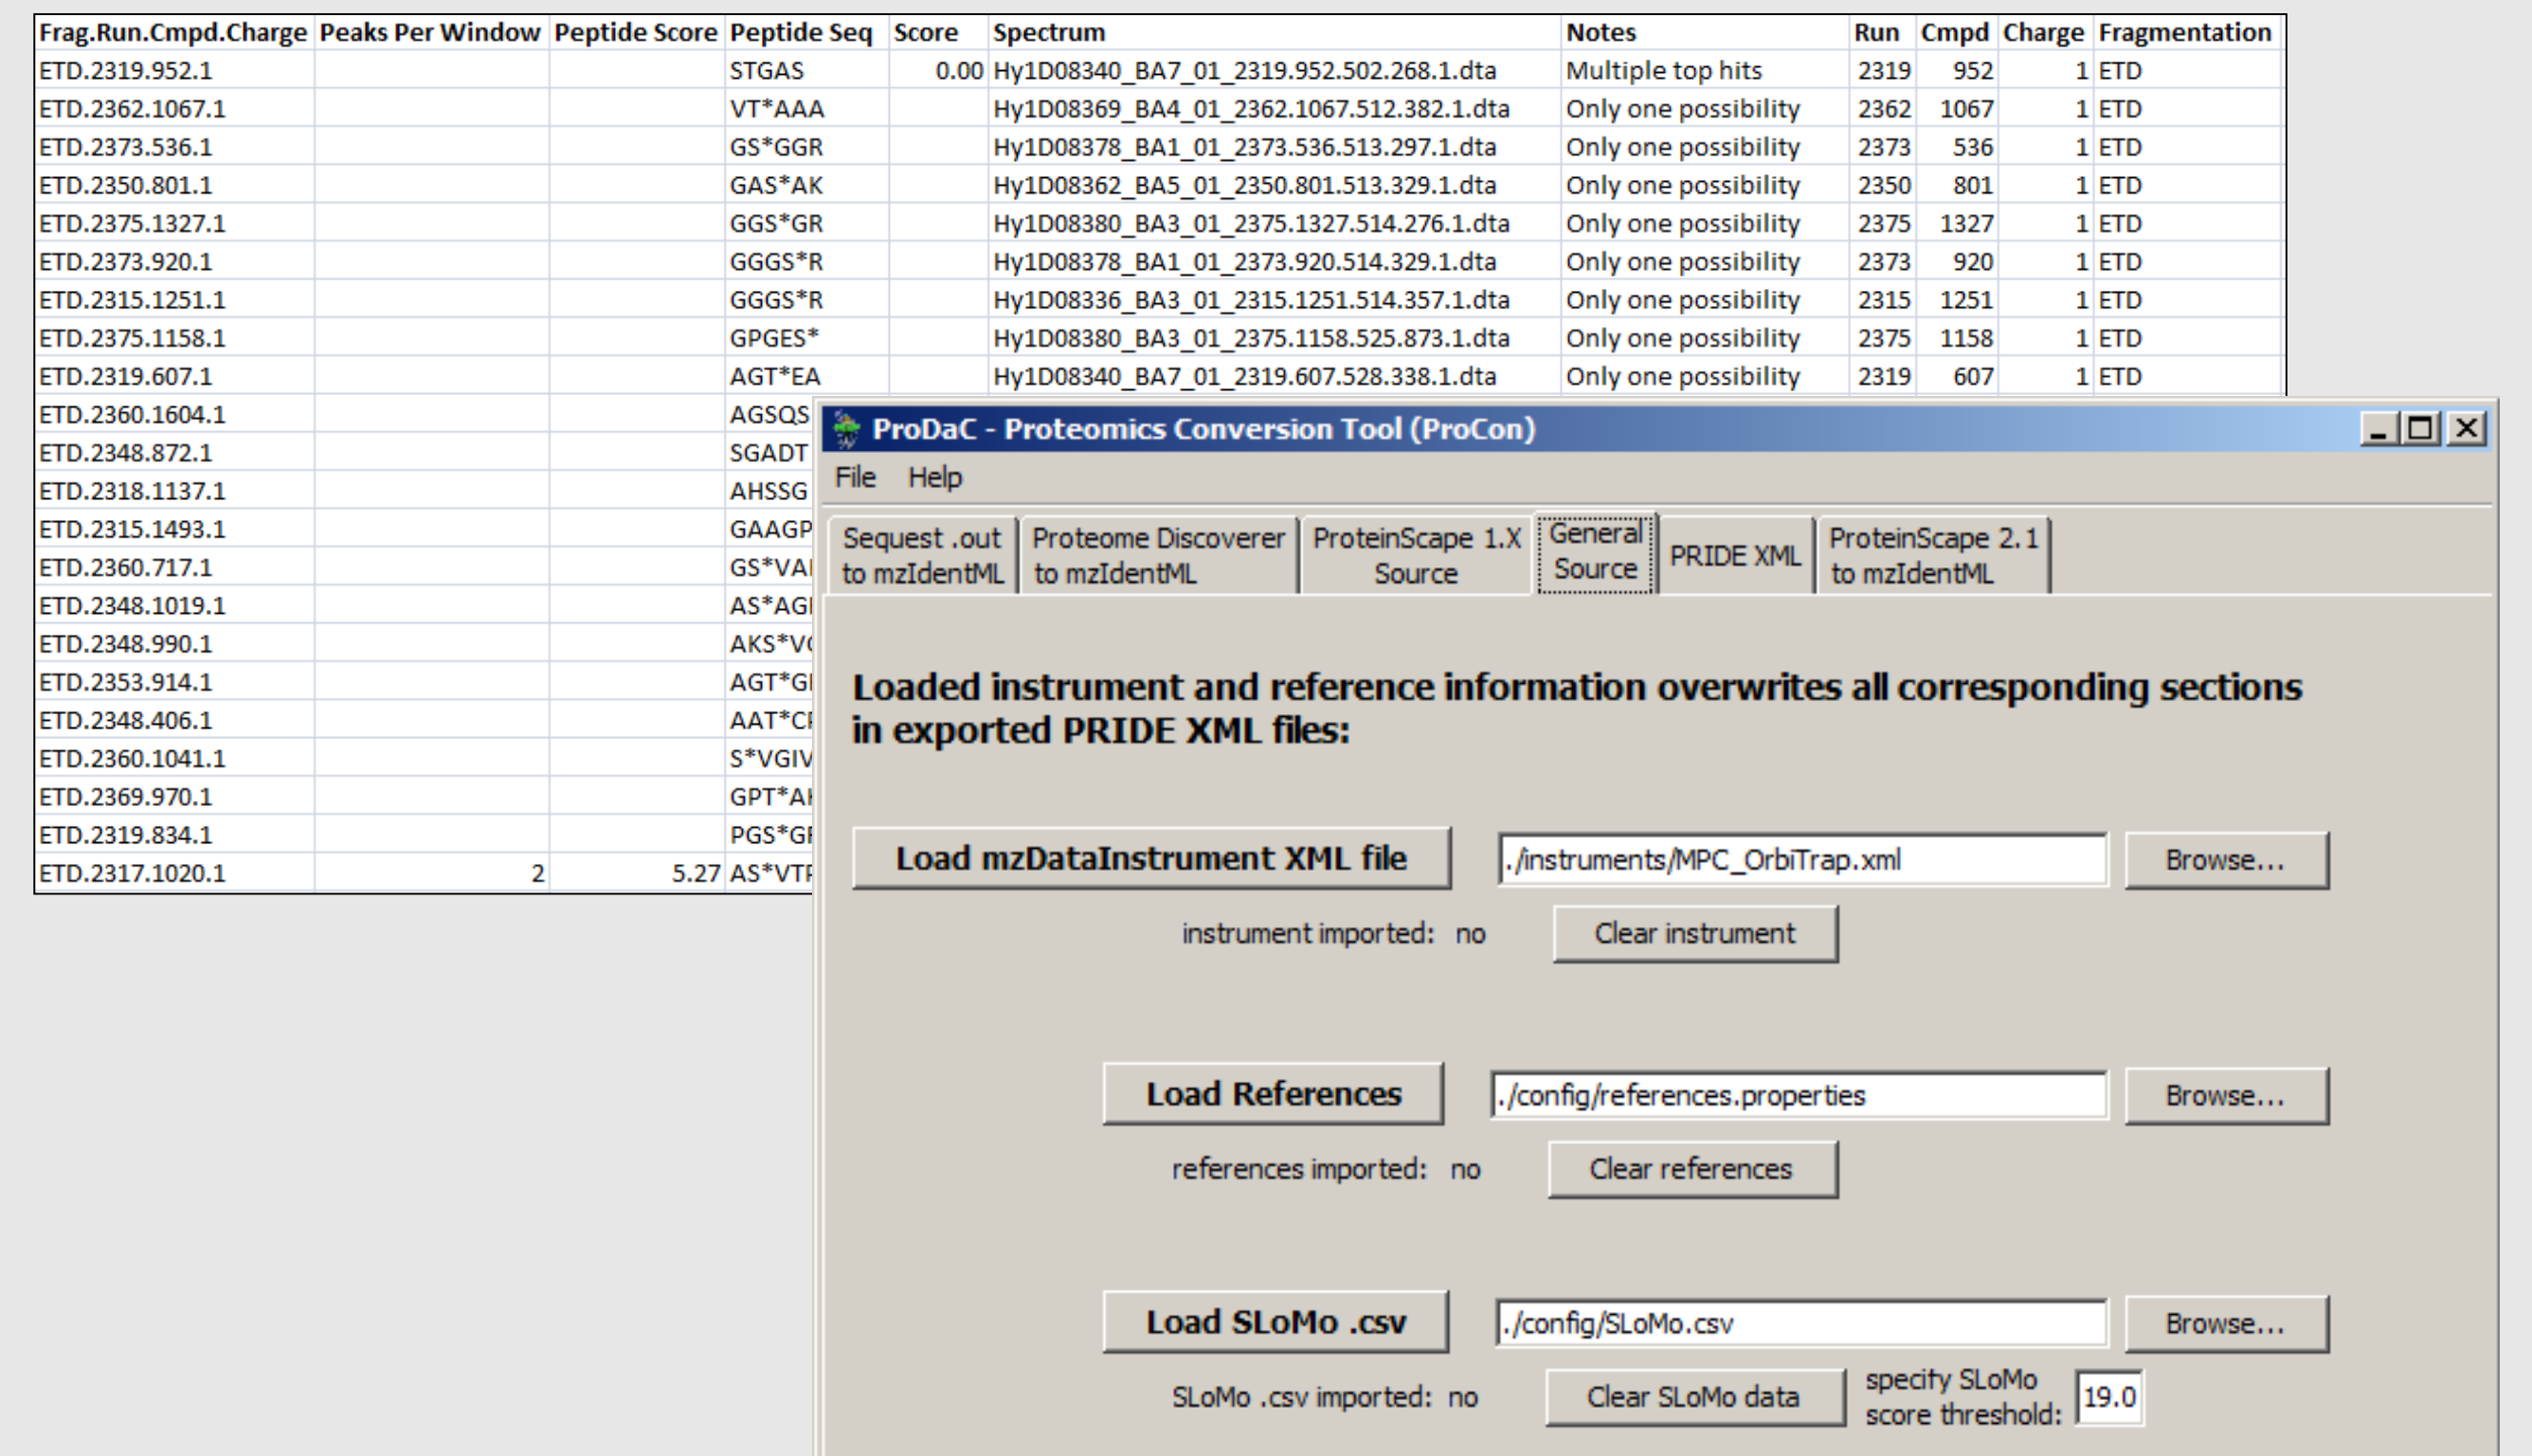 Frag.Run.Cmpd.Charge Peaks Per Window Peptide Score Peptide Seq Score Spectrum Notes Run Cmpd Charge Fragmentation
ETD.2319.952.1 STGAS 0.00 Hy1D08340_BA7_01_2319.952.502.268.1.dta Multiple top hits 2319 952 1 ETD
ETD.2362.1067.1 VT*AAA Hy1D08369_BA4_01_2362.1067.512.382.1.dta Only one possibility 2362 1067 1 ETD
ETD.2373.536.1 GS*GGR Hy1D08378_BA1_01_2373.536.513.297.1.dta Only one possibility 2373 536 1 ETD
ETD.2350.801.1 GAS*AK Hy1D08362_BA5_01_2350.801.513.329.1.dta Only one possibility 2350 801 1 ETD
ETD.2375.1327.1 GGS*GR Hy1D08380_BA3_01_2375.1327.514.276.1.dta Only one possibility 2375 1327 1 ETD
ETD.2373.920.1 GGGS*R Hy1D08378_BA1_01_2373.920.514.329.1.dta Only one possibility 2373 920 1 ETD
ETD.2315.1251.1 GGGS*R Hy1D08336_BA3_01_2315.1251.514.357.1.dta Only one possibility 2315 1251 1 ETD
ETD.2375.1158.1 GPGES* Hy1D08380_BA3_01_2375.1158.525.873.1.dta Only one possibility 2375 1158 1 ETD
ETD.2319.607.1 AGT*EA Hy1D08340_BA7_01_2319.607.528.338.1.dta Only one possibility 2319 607 1 ETD
ETD.2360.1604.1 AGSQS
ETD.2348.872.1 SGADT
ETD.2318.1137.1 AHSSG
ETD.2315.1493.1 GAAGP
ETD.2360.717.1 GS*VA
ETD.2348.1019.1 AS*AG
ETD.2348.990.1 AKS*V
ETD.2353.914.1 AGT*G
ETD.2348.406.1 AAT*C
ETD.2360.1041.1 S*VGIV
ETD.2369.970.1 GPT*A
ETD.2319.834.1 PGS*G
ETD.2317.1020.1 2 5.27 AS*VT
ProDaC - Proteomics Conversion Tool (ProCon)
File Help
Sequest .out to mzIdentML
Proteome Discoverer to mzIdentML
ProteinScape 1.X Source
General Source
PRIDE XML
ProteinScape 2.1 to mzIdentML
Loaded instrument and reference information overwrites all corresponding sections
in exported PRIDE XML files:
Load mzDataInstrument XML file ./instruments/MPC_OrbiTrap.xml Browse...
instrument imported: no Clear instrument
Load References ./config/references.properties Browse...
references imported: no Clear references
Load SLoMo .csv ./config/SLoMo.csv Browse...
SLoMo .csv imported: no Clear SLoMo data specify SLoMo score threshold: 19.0